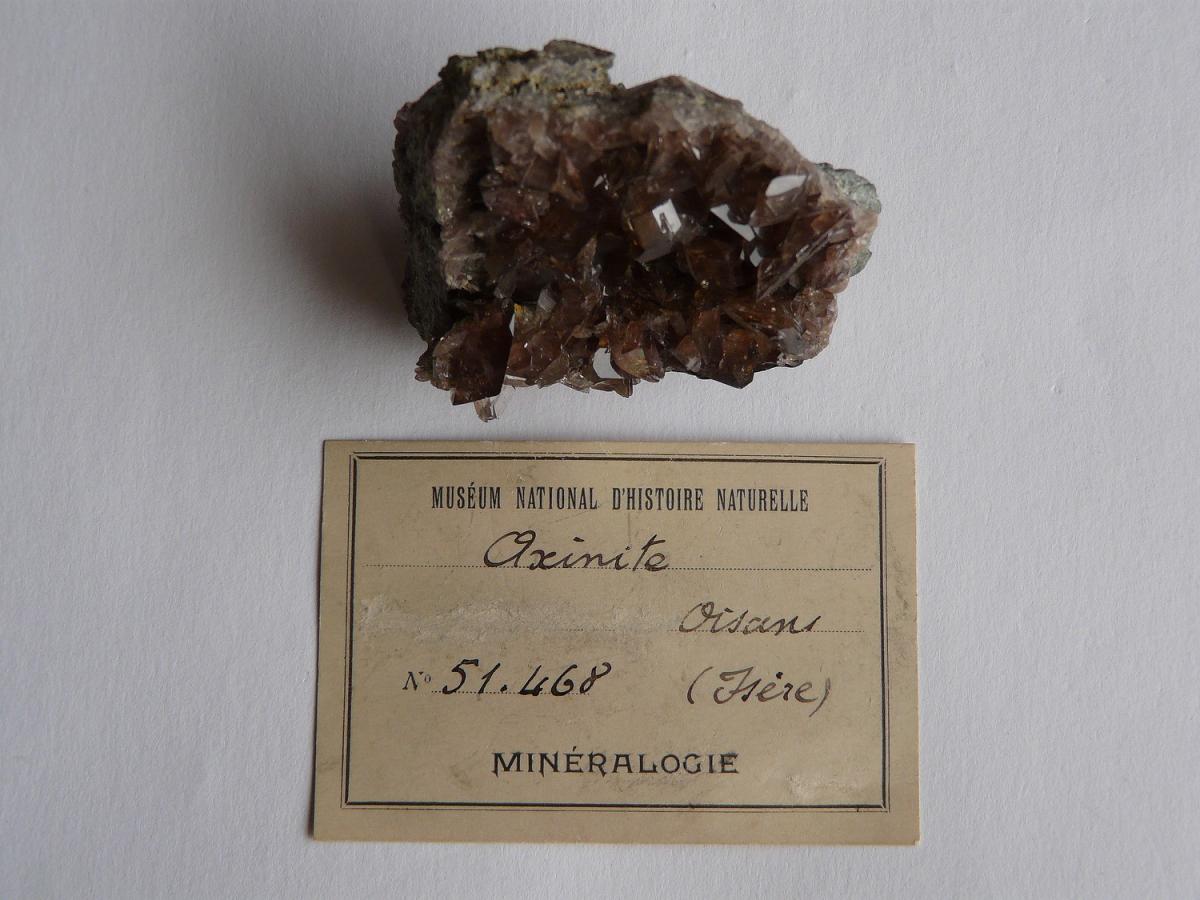 MUSÉUM NATIONAL D'HISTOIRE NATURELLE
Axinite
Oisans
No 51.468 (Isère)
MINÉRALOGIE